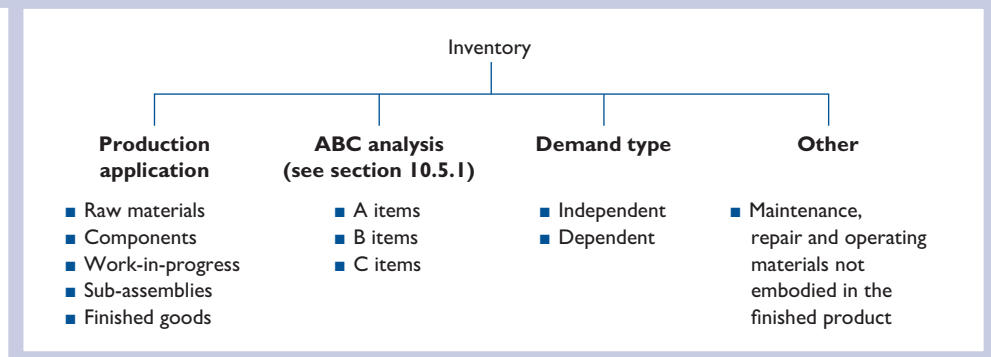 Inventory
Production
application
■ Raw materials
■ Components
■ Work-in-progress
■ Sub-assemblies
■ Finished goods
ABC analysis
(see section 10.5.1)
■ A items
■ B items
■ C items
Demand type
■ Independent
■ Dependent
Other
■ Maintenance,
repair and operating
materials not
embodied in the
finished product